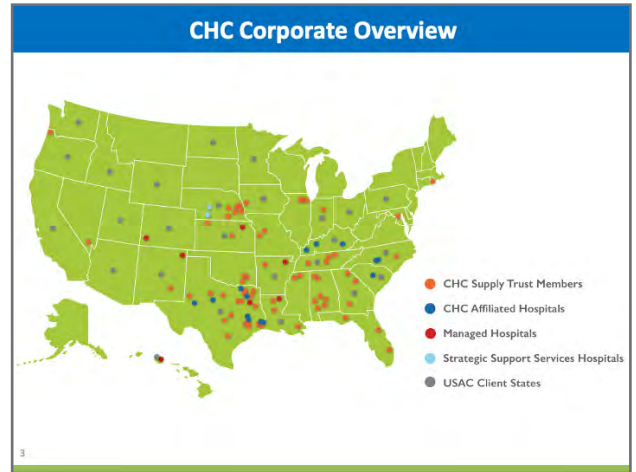 CHC Corporate Overview
CHC Supply Trust Members
CHC Affiliated Hospitals
Managed Hospitals
Strategic Support Services Hospitals
USAC Client States
3